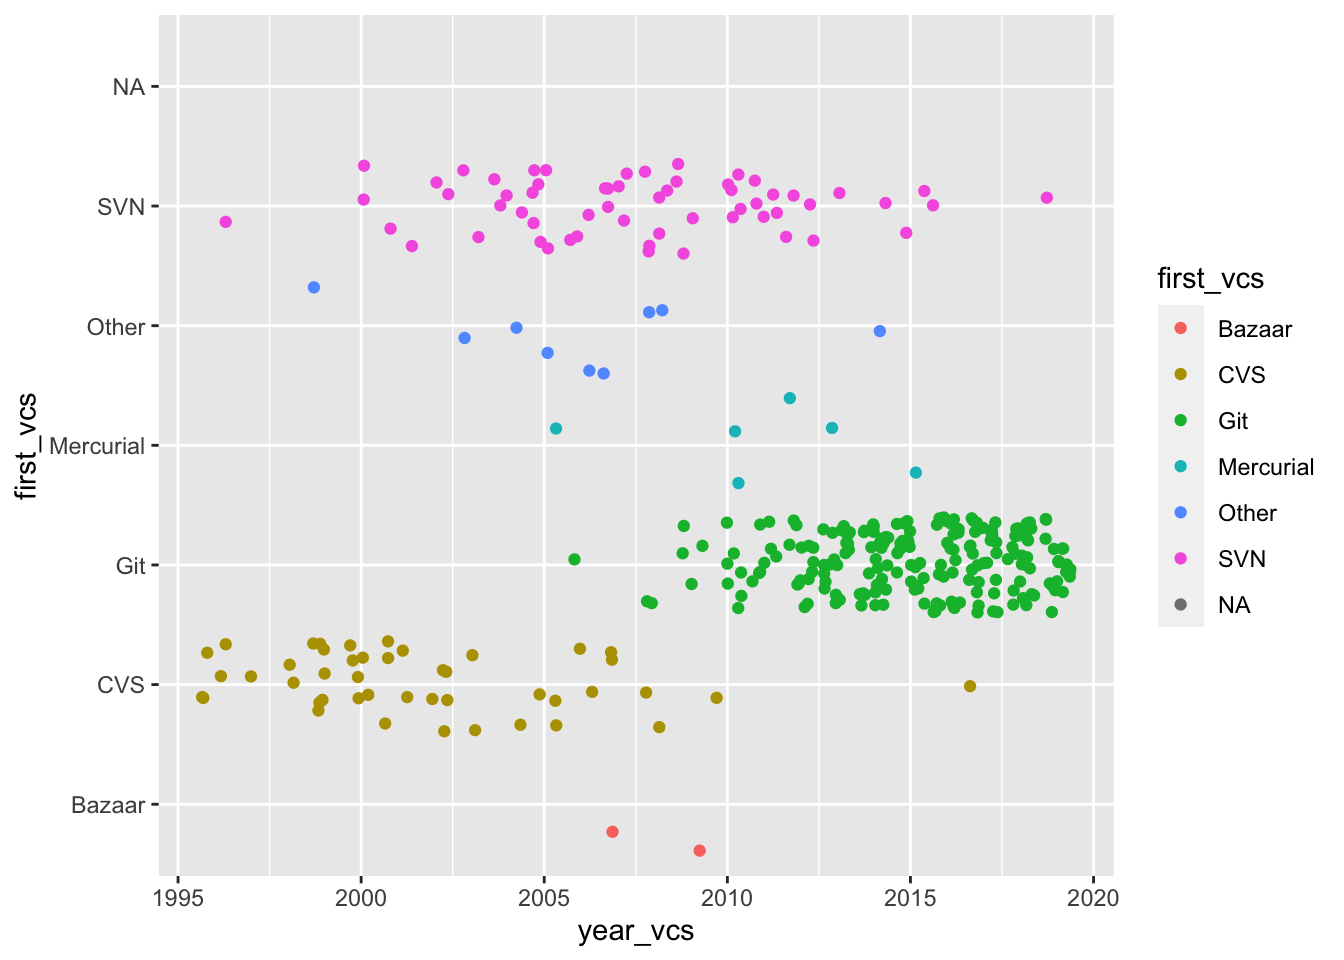 NA
SVN
Other
Mercurial
Git
CVS
Bazaar
first_vcs
1995 2000 2005 2010 2015 2020
year_vcs
first_vcs
Bazaar
CVS
Git
Mercurial
Other
SVN
NA